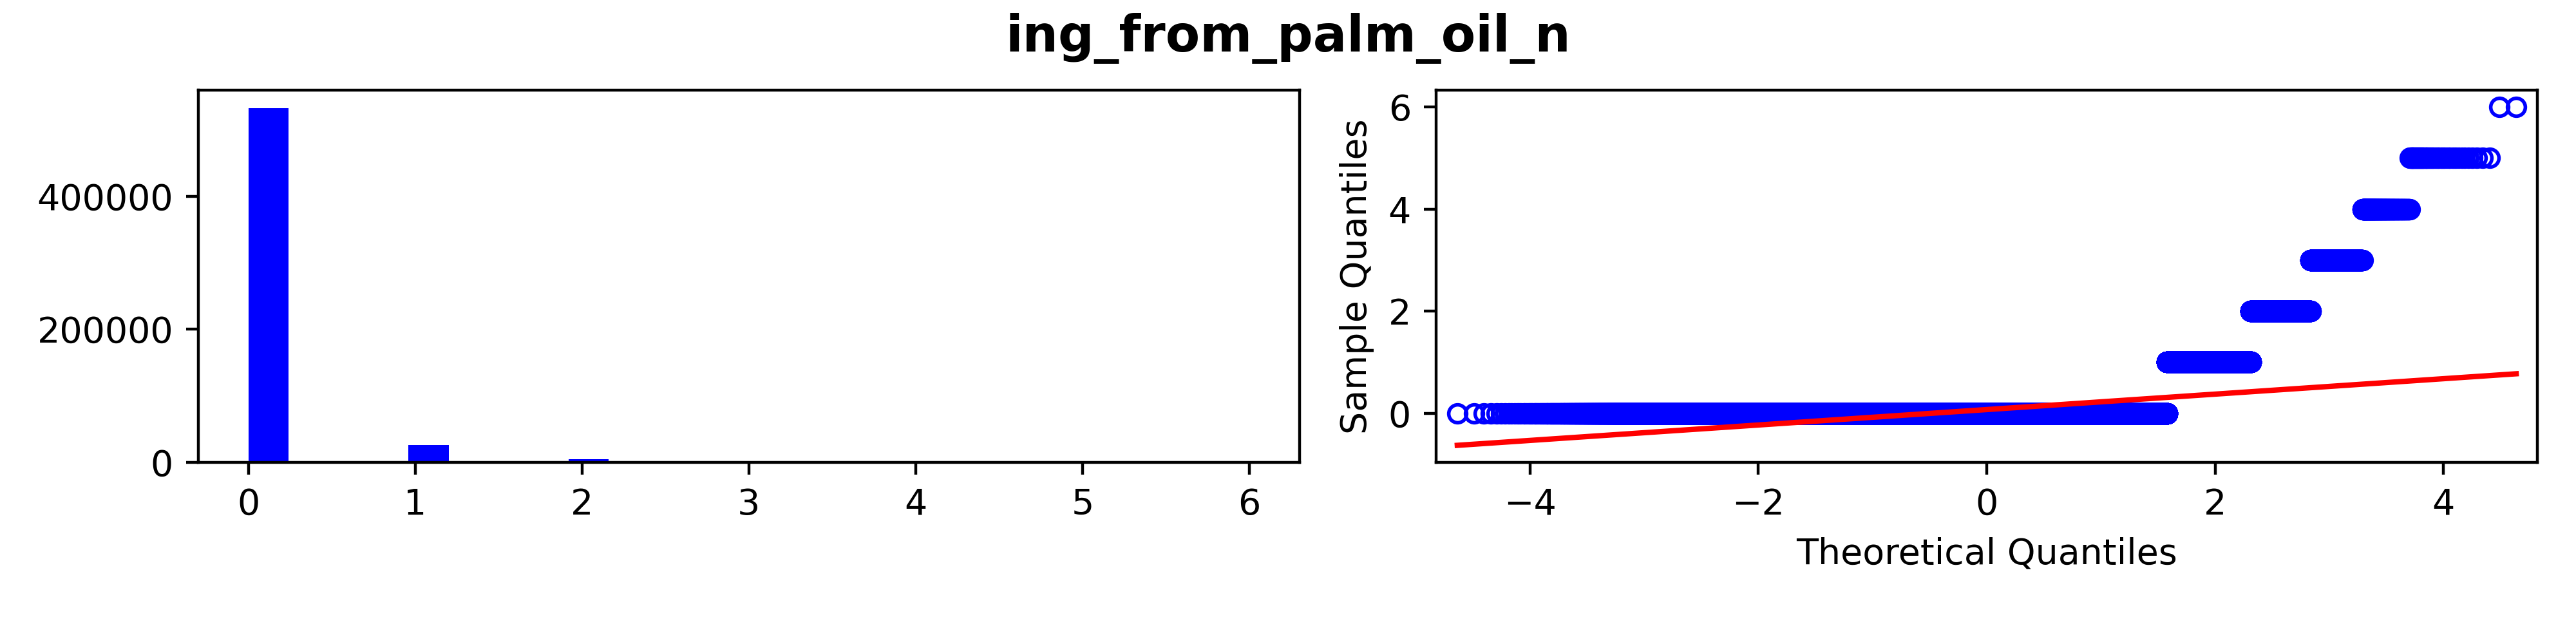 ing_from_palm_oil_n
400000
200000
0
0 1 2 3 4 5 6
Sample Quantiles
6
4
2
0
−4 −2 0 2 4
Theoretical Quantiles